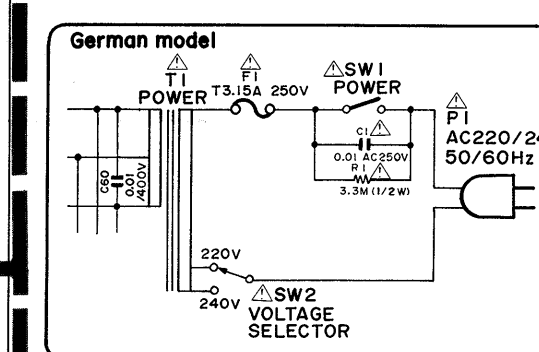 German model
T1
POWER
F1
T3.15A 250V
SW1
POWER
P1
AC220/24
50/60Hz
C1
0.01 AC250V
R1
3.3M (1/2W)
C60
0.01
/400V
220V
240V
SW2
VOLTAGE
SELECTOR